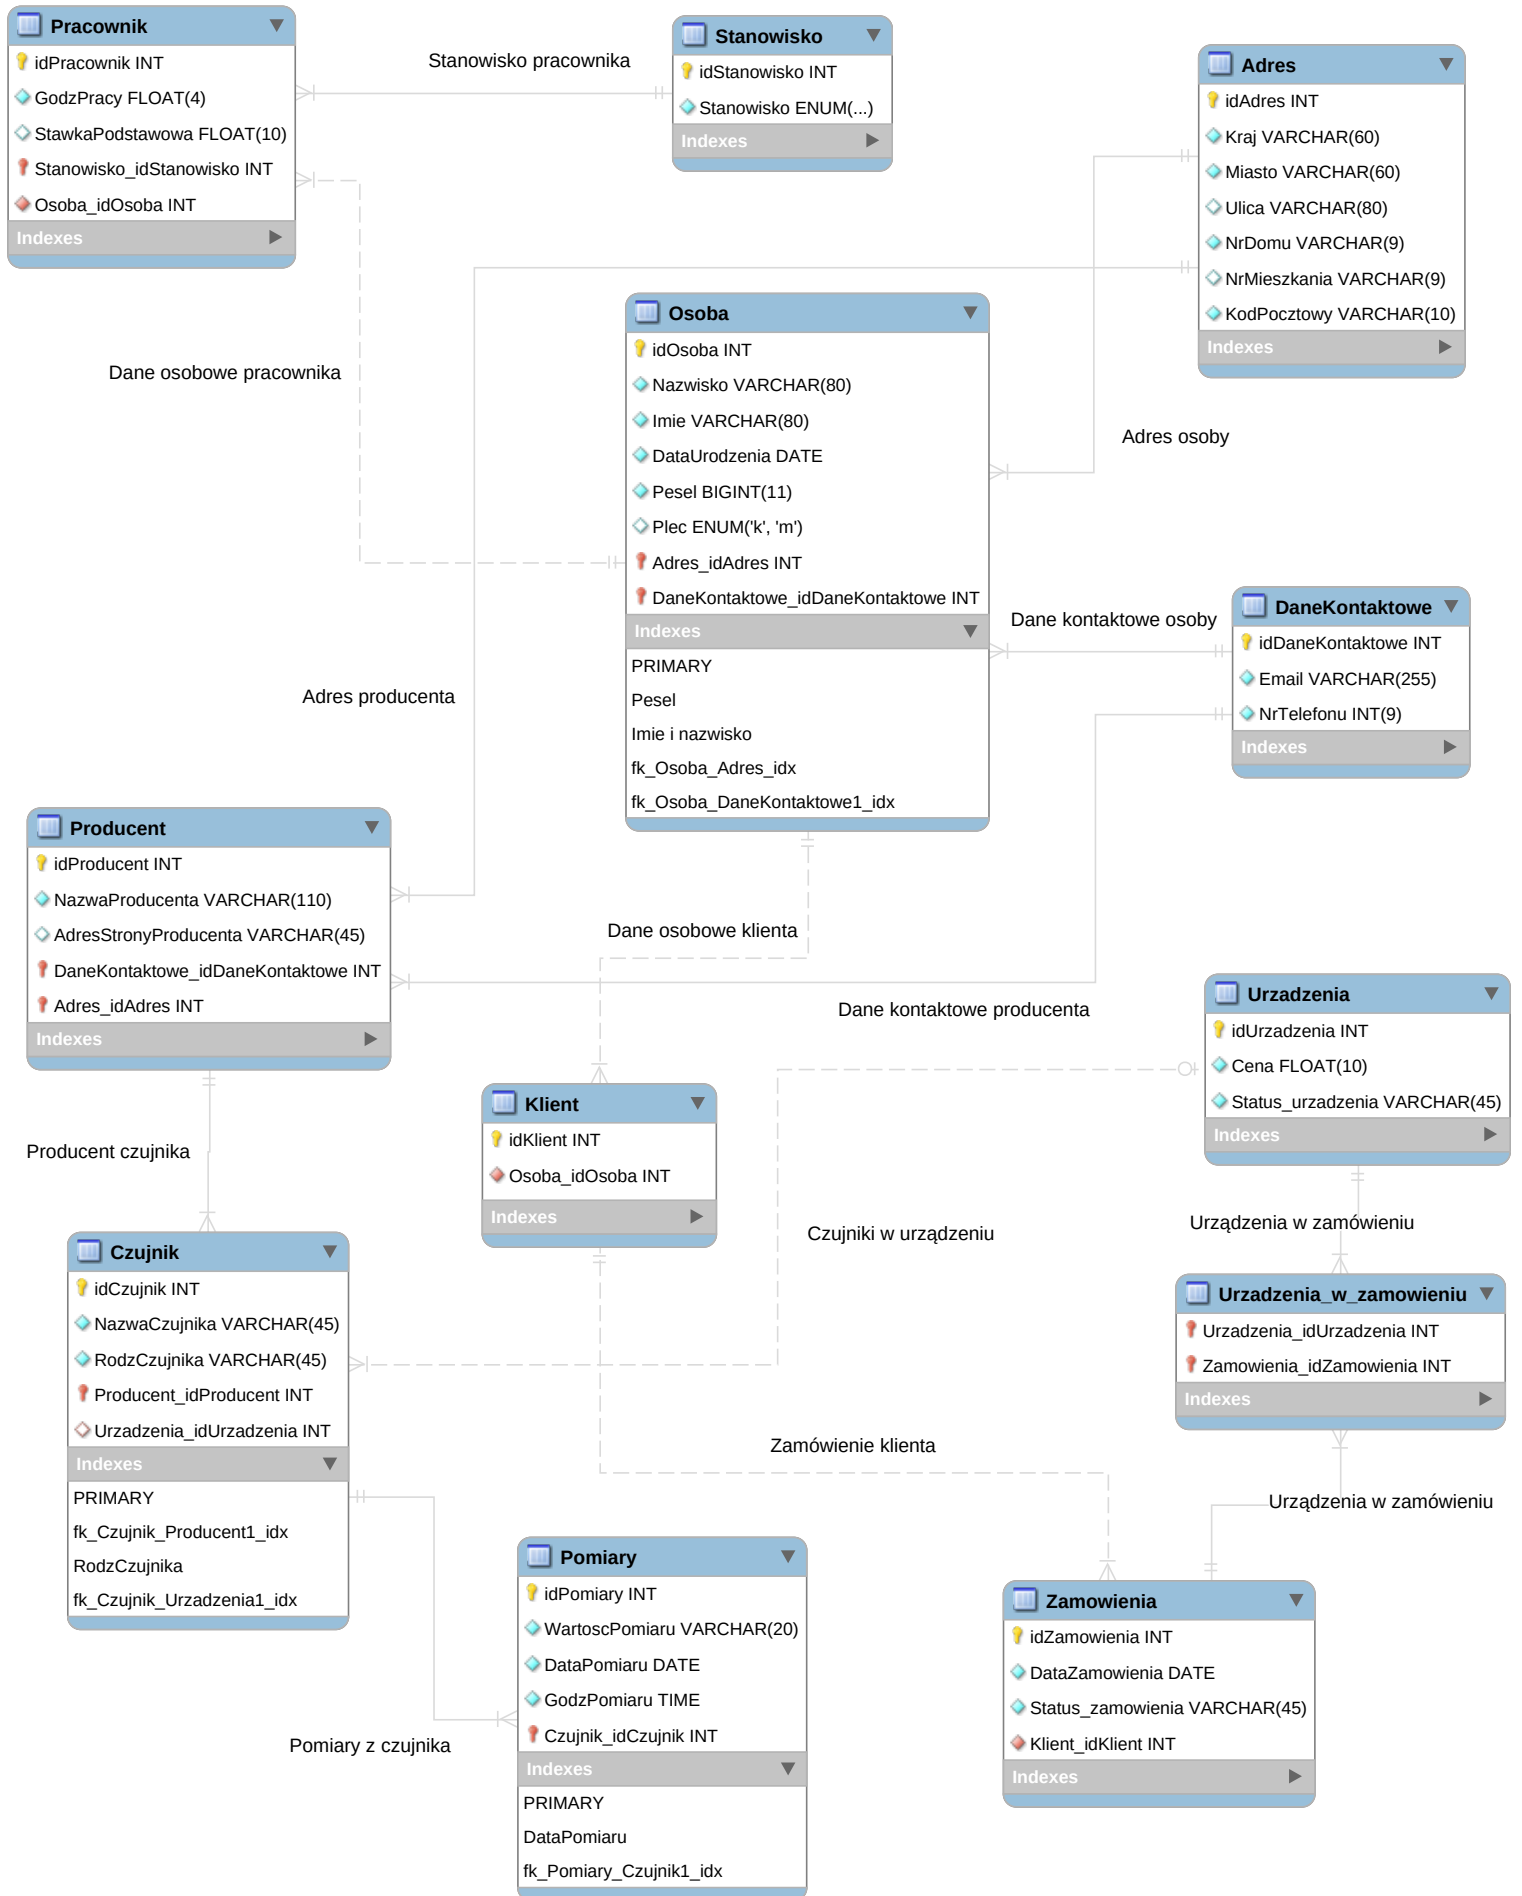 Pracownik
idPracownik INT
GodzPracy FLOAT(4)
StawkaPodstawowa FLOAT(10)
Stanowisko_idStanowisko INT
Osoba_idOsoba INT
Indexes
Stanowisko pracownika
Stanowisko
idStanowisko INT
Stanowisko ENUM(...)
Indexes
Adres
idAdres INT
Kraj VARCHAR(60)
Miasto VARCHAR(60)
Ulica VARCHAR(80)
NrDomu VARCHAR(9)
NrMieszkania VARCHAR(9)
KodPocztowy VARCHAR(10)
Indexes
Dane osobowe pracownika
Osoba
idOsoba INT
Nazwisko VARCHAR(80)
Imie VARCHAR(80)
DataUrodzenia DATE
Pesel BIGINT(11)
Plec ENUM('k', 'm')
Adres_idAdres INT
DaneKontaktowe_idDaneKontaktowe INT
Indexes
PRIMARY
Pesel
Imie i nazwisko
fk_Osoba_Adres_idx
fk_Osoba_DaneKontaktowe1_idx
Adres osoby
Dane kontaktowe osoby
DaneKontaktowe
idDaneKontaktowe INT
Email VARCHAR(255)
NrTelefonu INT(9)
Indexes
Adres producenta
Producent
idProducent INT
NazwaProducenta VARCHAR(110)
AdresStronyProducenta VARCHAR(45)
DaneKontaktowe_idDaneKontaktowe INT
Adres_idAdres INT
Indexes
Dane osobowe klienta
Dane kontaktowe producenta
Urzadzenia
idUrzadzenia INT
Cena FLOAT(10)
Status_urzadzenia VARCHAR(45)
Indexes
Producent czujnika
Klient
idKlient INT
Osoba_idOsoba INT
Indexes
Czujniki w urządzeniu
Urządzenia w zamówieniu
Czujnik
idCzujnik INT
NazwaCzujnika VARCHAR(45)
RodzCzujnika VARCHAR(45)
Producent_idProducent INT
Urzadzenia_idUrzadzenia INT
Indexes
PRIMARY
fk_Czujnik_Producent1_idx
RodzCzujnika
fk_Czujnik_Urzadzenia1_idx
Urzadzenia_w_zamowieniu
Urzadzenia_idUrzadzenia INT
Zamowienia_idZamowienia INT
Indexes
Zamówienie klienta
Urządzenia w zamówieniu
Pomiary z czujnika
Pomiary
idPomiary INT
WartoscPomiaru VARCHAR(20)
DataPomiaru DATE
GodzPomiaru TIME
Czujnik_idCzujnik INT
Indexes
PRIMARY
DataPomiaru
fk_Pomiary_Czujnik1_idx
Zamowienia
idZamowienia INT
DataZamowienia DATE
Status_zamowienia VARCHAR(45)
Klient_idKlient INT
Indexes